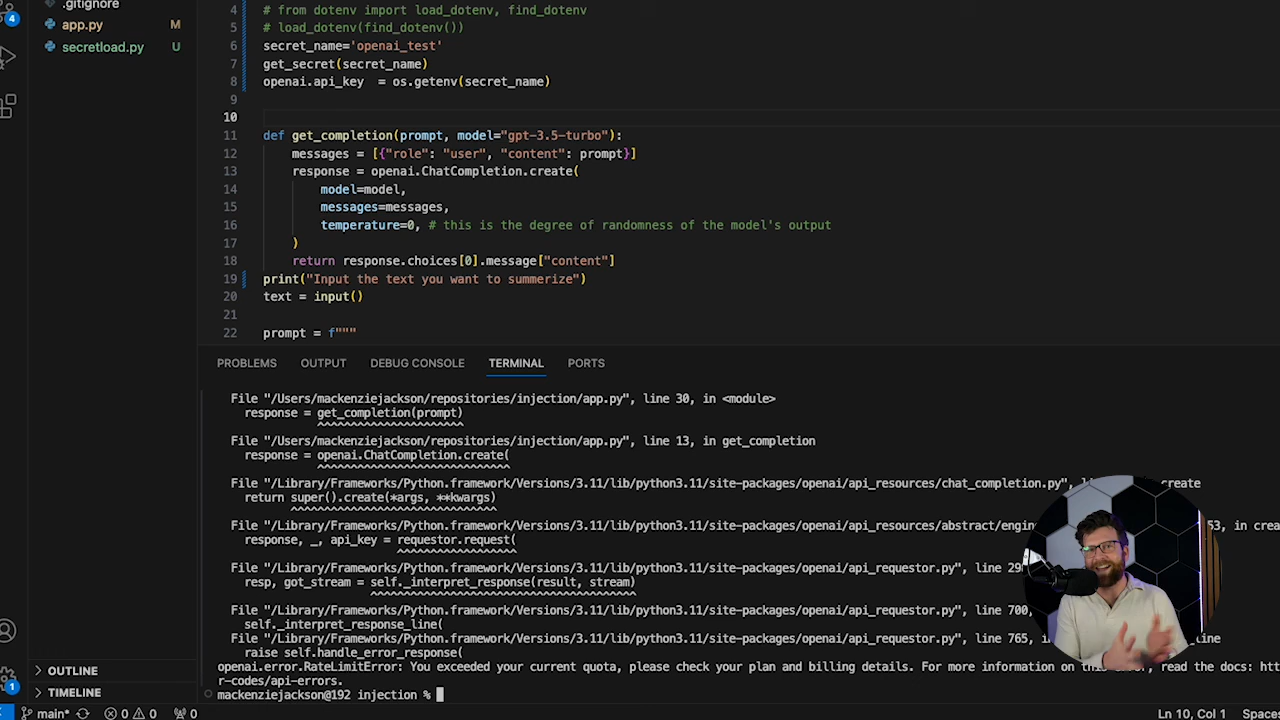 4
.gitignore
4 # from dotenv import load_dotenv, find_dotenv
app.py M
5 # load_dotenv(find_dotenv())
secretload.py U
6 secret_name='openai_test'
7 get_secret(secret_name)
8 openai.api_key = os.getenv(secret_name)
9
10
11 def get_completion(prompt, model="gpt-3.5-turbo"):
12 messages = [{"role": "user", "content": prompt}]
13 response = openai.ChatCompletion.create(
14 model=model,
15 messages=messages,
16 temperature=0, # this is the degree of randomness of the model's output
17 )
18 return response.choices[0].message["content"]
19 print("Input the text you want to summerize")
20 text = input()
21
22 prompt = f"""
PROBLEMS OUTPUT DEBUG CONSOLE TERMINAL PORTS
File "/Users/mackenziejackson/repositories/injection/app.py", line 30, in <module>
response = get_completion(prompt)
^^^^^^^^^^^^^^^^^^^^^^
File "/Users/mackenziejackson/repositories/injection/app.py", line 13, in get_completion
response = openai.ChatCompletion.create(
^^^^^^^^^^^^^^^^^^^^^^^^^^^^^
File "/Library/Frameworks/Python.framework/Versions/3.11/lib/python3.11/site-packages/openai/api_resources/chat_completion.py", create
return super().create(*args, **kwargs)
^^^^^^^^^^^^^^^^^^^^^^^^^^^^^^^
File "/Library/Frameworks/Python.framework/Versions/3.11/lib/python3.11/site-packages/openai/api_resources/abstract/engin 53, in crea
response, _, api_key = requestor.request(
^^^^^^^^^^^^^^^^^^
File "/Library/Frameworks/Python.framework/Versions/3.11/lib/python3.11/site-packages/openai/api_requestor.py", line 29
resp, got_stream = self._interpret_response(result, stream)
^^^^^^^^^^^^^^^^^^^^^^^^^^^^^^^^^^^^^^^^
File "/Library/Frameworks/Python.framework/Versions/3.11/lib/python3.11/site-packages/openai/api_requestor.py", line 700,
self._interpret_response_line(
File "/Library/Frameworks/Python.framework/Versions/3.11/lib/python3.11/site-packages/openai/api_requestor.py", line 765, _line
raise self.handle_error_response(
openai.error.RateLimitError: You exceeded your current quota, please check your plan and billing details. For more information on this error, read the docs: htt
r-codes/api-errors.
mackenziejackson@192 injection %
OUTLINE
TIMELINE
1
main* 0 0 0 Ln 10, Col 1 Spaces